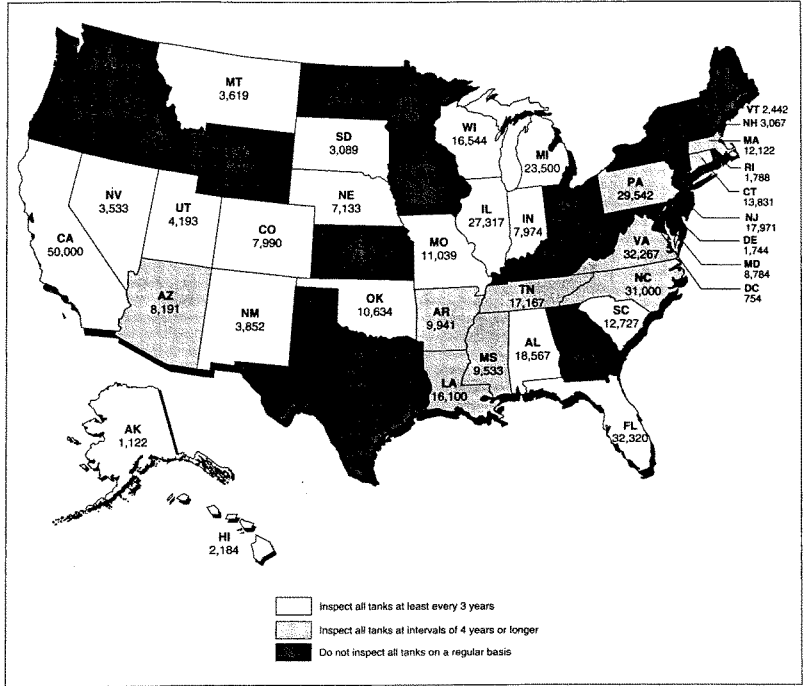 MT
3,619
VT 2,442
NH 3,067
WI
16,544
MA
12,122
SD
3,089
MI
23,500
RI
1,788
PA
29,542
CT
13,831
NV
3,533
NE
7,133
UT
4,193
IL
27,317
IN
7,974
NJ
17,971
CO
7,990
VA
32,267
DE
1,744
CA
50,000
MO
11,039
MD
8,784
NC
31,000
DC
754
AZ
8,191
TN
17,167
OK
10,634
AR
9,941
SC
12,727
NM
3,852
AL
18,567
MS
9,533
LA
16,100
FL
32,320
AK
1,122
HI
2,184
Inspect all tanks at least every 3 years
Inspect all tanks at intervals of 4 years or longer
Do not inspect all tanks on a regular basis